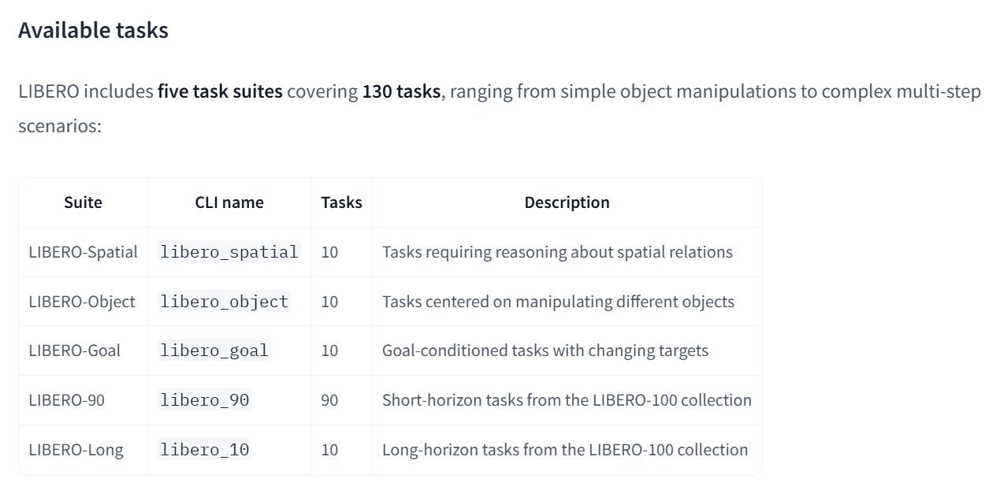 Available tasks
LIBERO includes five task suites covering 130 tasks, ranging from simple object manipulations to complex multi-step
scenarios:
Suite CLI name Tasks Description
LIBERO-Spatial libero_spatial 10 Tasks requiring reasoning about spatial relations
LIBERO-Object libero_object 10 Tasks centered on manipulating different objects
LIBERO-Goal libero_goal 10 Goal-conditioned tasks with changing targets
LIBERO-90 libero_90 90 Short-horizon tasks from the LIBERO-100 collection
LIBERO-Long libero_10 10 Long-horizon tasks from the LIBERO-100 collection